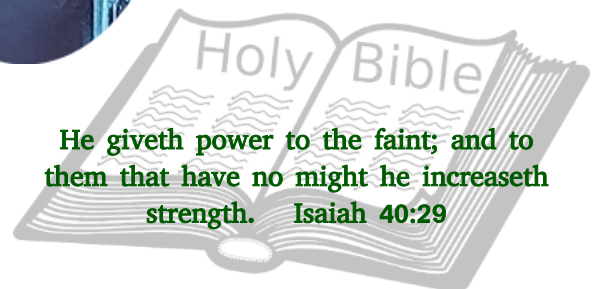 Holy Bible
He giveth power to the faint; and to
them that have no might he increaseth
strength. Isaiah 40:29